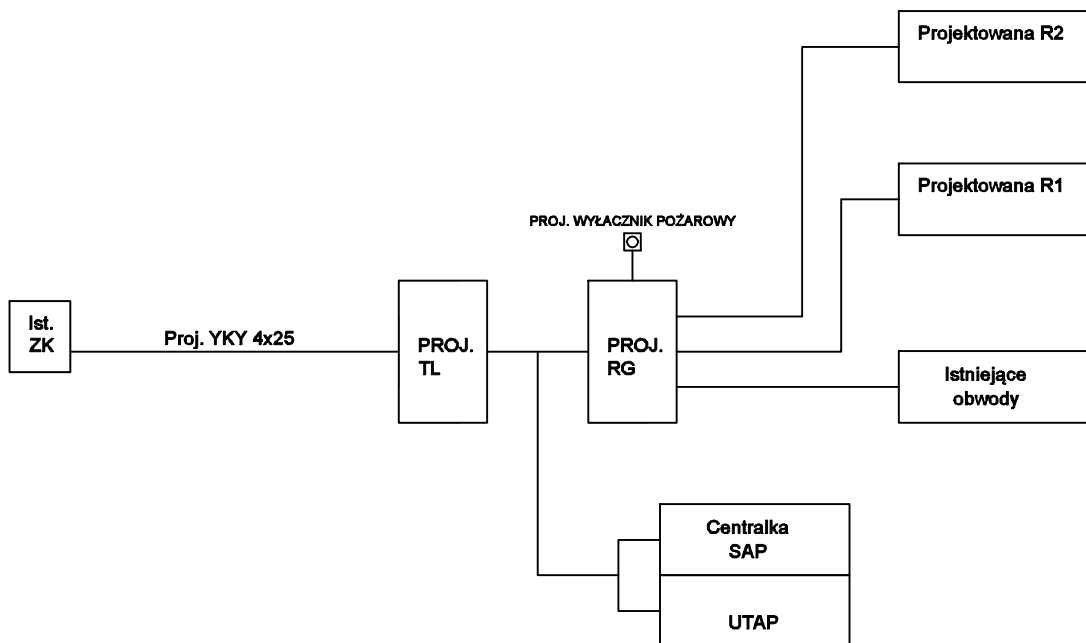 Projektowana R2
Projektowana R1
PROJ. WYŁACZNIK POŻAROWY
Ist.
ZK
Proj. YKY 4x25
PROJ.
TL
PROJ.
RG
Istniejące
obwody
Centralka
SAP
UTAP